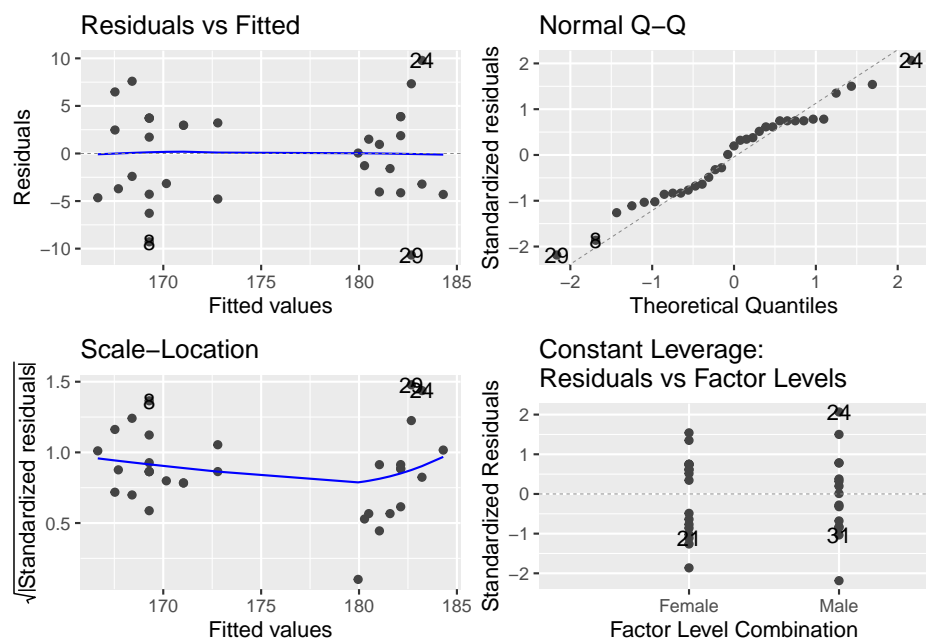 Residuals vs Fitted
Residuals
10
5
0
−5
−10
24
8
29
170
175
180
185
Fitted values
Normal Q−Q
Standardized residuals
2
1
0
−1
−2
24
8
29
−2
−1
0
1
2
Theoretical Quantiles
Scale−Location
√|Standardized residuals|
1.5
1.0
0.5
8
29
24
170
175
180
185
Fitted values
Constant Leverage:
Residuals vs Factor Levels
Standardized Residuals
2
1
0
−1
−2
24
21
31
Female
Male
Factor Level Combination